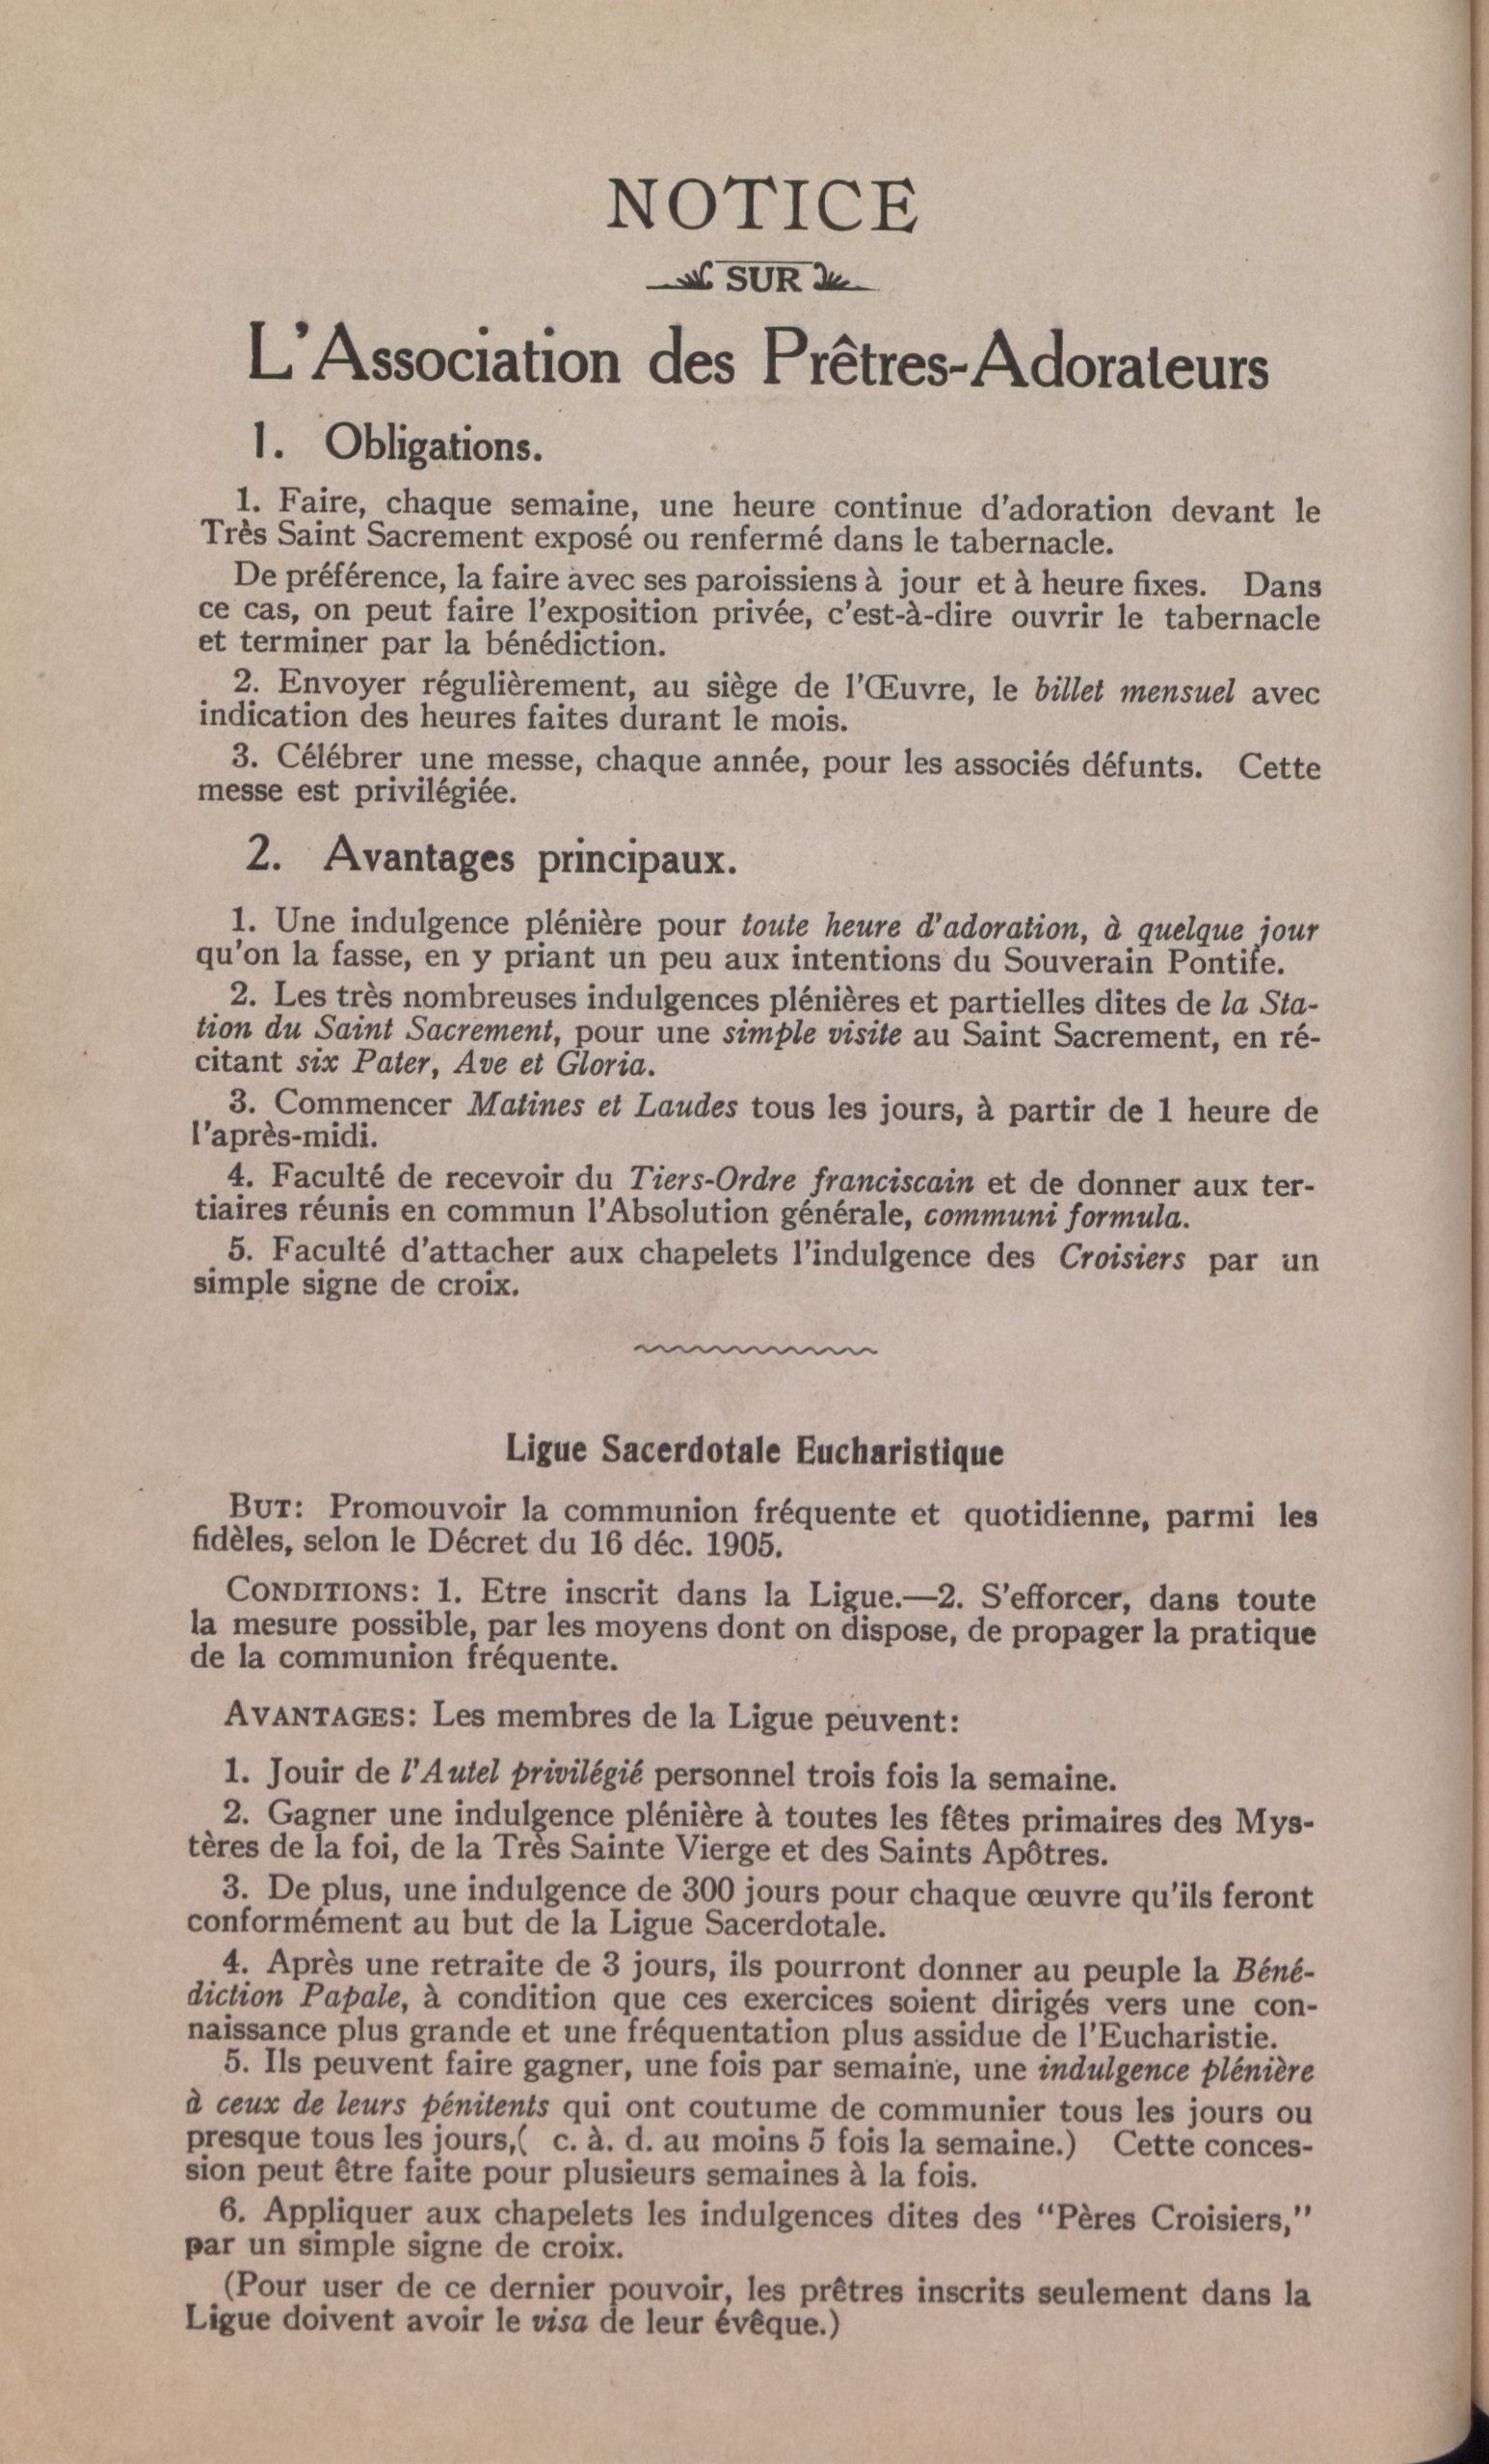 NOTICE
SUR
L'Association des Prêtres-Adorateurs
1. Obligations.
1. Faire, chaque semaine, une heure continue d'adoration devant le
Très Saint Sacrement exposé ou renfermé dans le tabernacle.
De préférence, la faire avec ses paroissiens à jour et à heure fixes. Dans
ce cas, on peut faire l'exposition privée, c'est-à-dire ouvrir le tabernacle
et terminer par la bénédiction.
2. Envoyer régulièrement, au siège de l'Œuvre, le billet mensuel avec
indication des heures faites durant le mois.
3. Célébrer une messe, chaque année, pour les associés défunts. Cette
messe est privilégiée.
2. Avantages principaux.
1. Une indulgence plénière pour toute heure d'adoration, à quelque jour
qu'on la fasse, en y priant un peu aux intentions du Souverain Pontife.
2. Les très nombreuses indulgences plénières et partielles dites de la Sta-
tion du Saint Sacrement, pour une simple visite au Saint Sacrement, en ré-
citant six Pater, Ave et Gloria.
3. Commencer Matines et Laudes tous les jours, à partir de 1 heure de
l'après-midi.
4. Faculté de recevoir du Tiers-Ordre franciscain et de donner aux ter-
tiaires réunis en commun l'Absolution générale, communi formula.
5. Faculté d'attacher aux chapelets l'indulgence des Croisiers par un
simple signe de croix.
Ligue Sacerdotale Eucharistique
BUT: Promouvoir la communion fréquente et quotidienne, parmi les
fidèles, selon le Décret du 16 déc. 1905.
CONDITIONS: 1. Etre inscrit dans la Ligue.—2. S'efforcer, dans toute
la mesure possible, par les moyens dont on dispose, de propager la pratique
de la communion fréquente.
AVANTAGES: Les membres de la Ligue peuvent:
1. Jouir de l'Autel privilégié personnel trois fois la semaine.
2. Gagner une indulgence plénière à toutes les fêtes primaires des Mys-
tères de la foi, de la Très Sainte Vierge et des Saints Apôtres.
3. De plus, une indulgence de 300 jours pour chaque œuvre qu'ils feront
conformément au but de la Ligue Sacerdotale.
4. Après une retraite de 3 jours, ils pourront donner au peuple la Béné-
diction Papale, à condition que ces exercices soient dirigés vers une con-
naissance plus grande et une fréquentation plus assidue de l'Eucharistie.
5. Ils peuvent faire gagner, une fois par semaine, une indulgence plénière
à ceux de leurs pénitents qui ont coutume de communier tous les jours ou
presque tous les jours,( c. à. d. au moins 5 fois la semaine.) Cette conces-
sion peut être faite pour plusieurs semaines à la fois.
6. Appliquer aux chapelets les indulgences dites des "Pères Croisiers,"
par un simple signe de croix.
(Pour user de ce dernier pouvoir, les prêtres inscrits seulement dans la
Ligue doivent avoir le visa de leur évêque.)